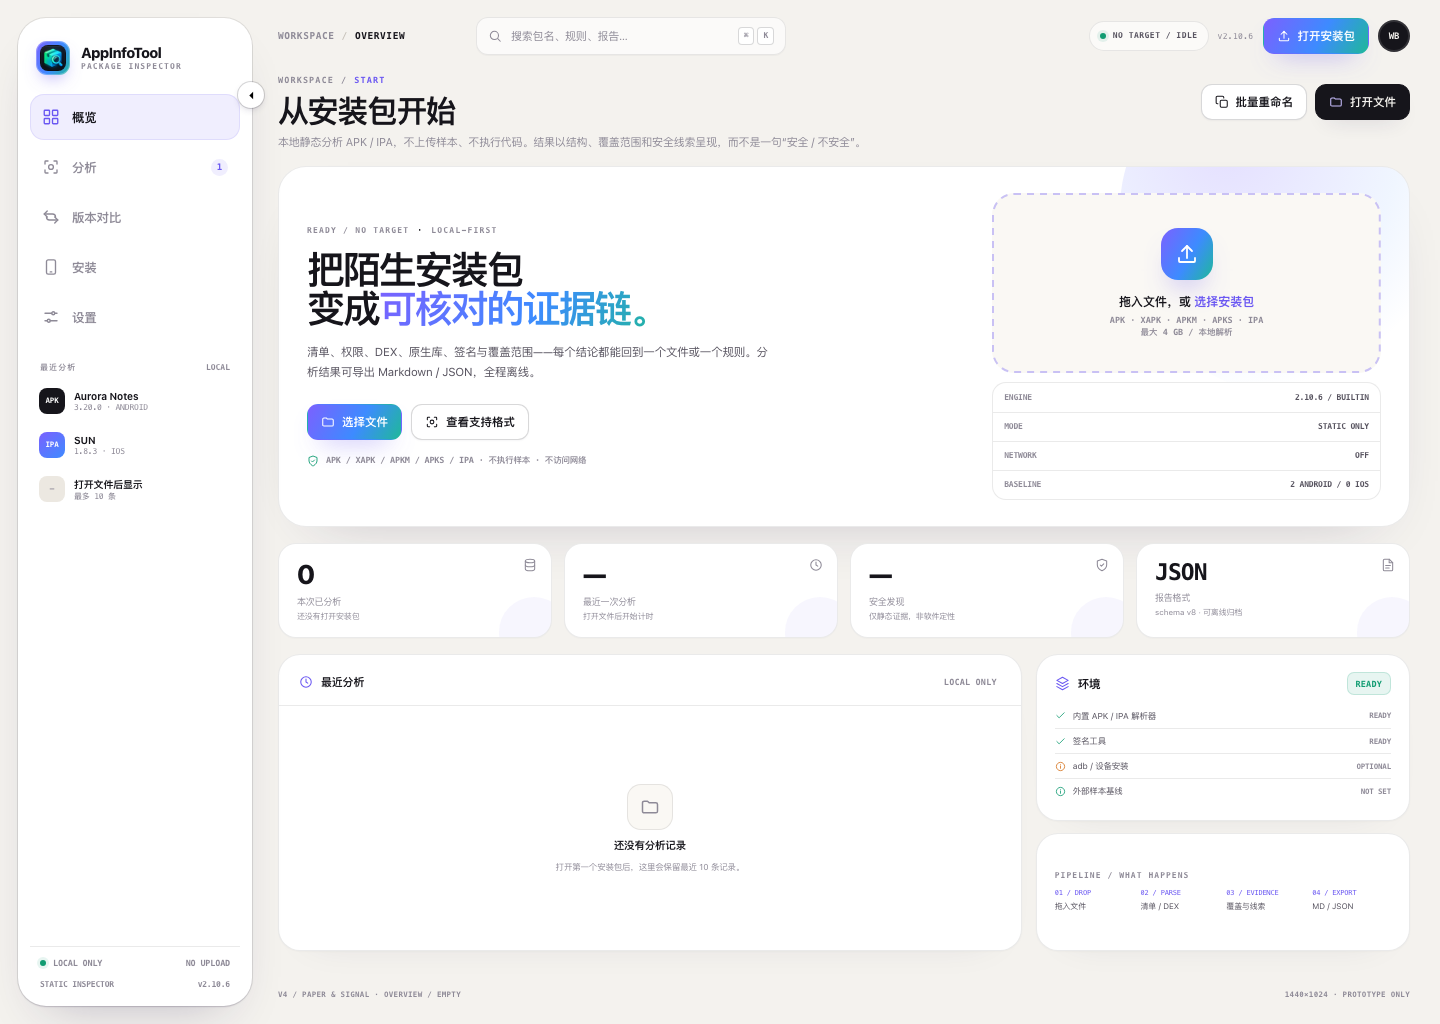 AppInfoTool
PACKAGE INSPECTOR
概览
分析
1
版本对比
安装
设置
最近分析
LOCAL
APK
Aurora Notes
3.20.0 · ANDROID
IPA
SUN
1.8.3 · IOS
—
打开文件后显示
最多 10 条
LOCAL ONLY
NO UPLOAD
STATIC INSPECTOR
v2.10.6
WORKSPACE / OVERVIEW
搜索包名、规则、报告...
⌘ K
NO TARGET / IDLE
v2.10.6
打开安装包
WB
WORKSPACE / START
从安装包开始
本地静态分析 APK / IPA，不上传样本、不执行代码。结果以结构、覆盖范围和安全线索呈现，而不是一句“安全 / 不安全”。
批量重命名
打开文件
READY / NO TARGET · LOCAL-FIRST
把陌生安装包
变成可核对的证据链。
清单、权限、DEX、原生库、签名与覆盖范围——每个结论都能回到一个文件或一个规则。分
析结果可导出 Markdown / JSON，全程离线。
选择文件
查看支持格式
APK / XAPK / APKM / APKS / IPA · 不执行样本 · 不访问网络
拖入文件，或 选择安装包
APK · XAPK · APKM · APKS · IPA
最大 4 GB / 本地解析
ENGINE
2.10.6 / BUILTIN
MODE
STATIC ONLY
NETWORK
OFF
BASELINE
2 ANDROID / 0 IOS
0
本次已分析
还没有打开安装包
—
最近一次分析
打开文件后开始计时
—
安全发现
仅静态证据，非软件定性
JSON
报告格式
schema v8 · 可离线归档
最近分析
LOCAL ONLY
还没有分析记录
打开第一个安装包后，这里会保留最近 10 条记录。
环境
READY
内置 APK / IPA 解析器
READY
签名工具
READY
adb / 设备安装
OPTIONAL
外部样本基线
NOT SET
PIPELINE / WHAT HAPPENS
01 / DROP
拖入文件
02 / PARSE
清单 / DEX
03 / EVIDENCE
覆盖与线索
04 / EXPORT
MD / JSON
V4 / PAPER & SIGNAL · OVERVIEW / EMPTY
1440×1024 · PROTOTYPE ONLY